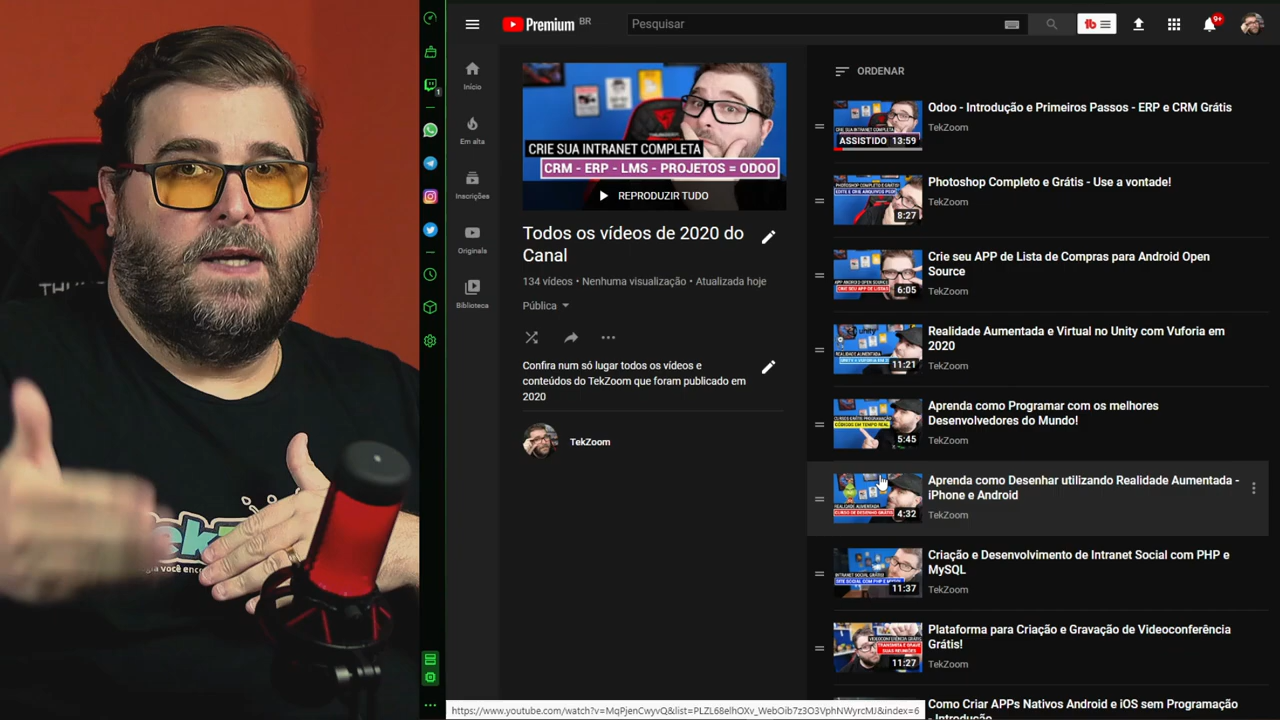 Premium BR
Pesquisar
9+
Início
Em alta
Inscrições
Originals
Biblioteca
CRIE SUA INTRANET COMPLETA
CRM - ERP - LMS - PROJETOS = ODOO
REPRODUZIR TUDO
Todos os vídeos de 2020 do
Canal
134 vídeos • Nenhuma visualização • Atualizada hoje
Pública
Confira num só lugar todos os vídeos e
conteúdos do TekZoom que foram publicado em
2020
TekZoom
ORDENAR
Odoo - Introdução e Primeiros Passos - ERP e CRM Grátis
TekZoom
ASSISTIDO 13:59
Photoshop Completo e Grátis - Use a vontade!
TekZoom
8:27
Crie seu APP de Lista de Compras para Android Open
Source
TekZoom
6:05
Realidade Aumentada e Virtual no Unity com Vuforia em
2020
TekZoom
11:21
Aprenda como Programar com os melhores
Desenvolvedores do Mundo!
TekZoom
5:45
Aprenda como Desenhar utilizando Realidade Aumentada -
iPhone e Android
TekZoom
4:32
Criação e Desenvolvimento de Intranet Social com PHP e
MySQL
TekZoom
11:37
Plataforma para Criação e Gravação de Videoconferência
Grátis!
TekZoom
11:27
Como Criar APPs Nativos Android e iOS sem Programação
- Introdução
https://www.youtube.com/watch?v=MqPjenCwyvQ&list=PLZL68elhOXv_WebOib7z3O3VphNWyrcMJ&index=6